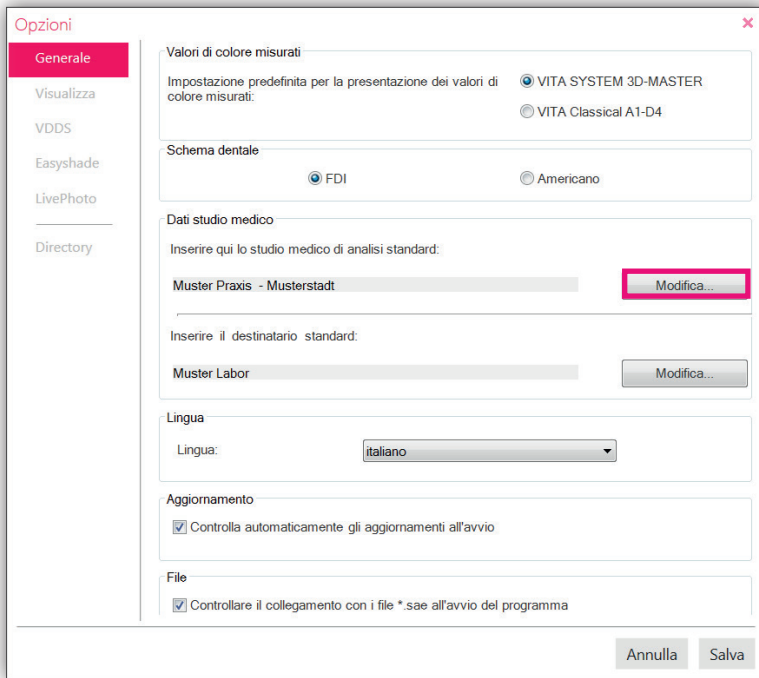 Opzioni
Generale
Visualizza
VDDS
Easyshade
LivePhoto
Directory
Valori di colore misurati
Impostazione predefinita per la presentazione dei valori di
colore misurati:
VITA SYSTEM 3D-MASTER
VITA Classical A1-D4
Schema dentale
FDI
Americano
Dati studio medico
Inserire qui lo studio medico di analisi standard:
Muster Praxis - Musterstadt
Modifica...
Inserire il destinatario standard:
Muster Labor
Modifica...
Lingua
Lingua:
italiano
Aggiornamento
Controlla automaticamente gli aggiornamenti all'avvio
File
Controllare il collegamento con i file *.sae all'avvio del programma
Annulla
Salva